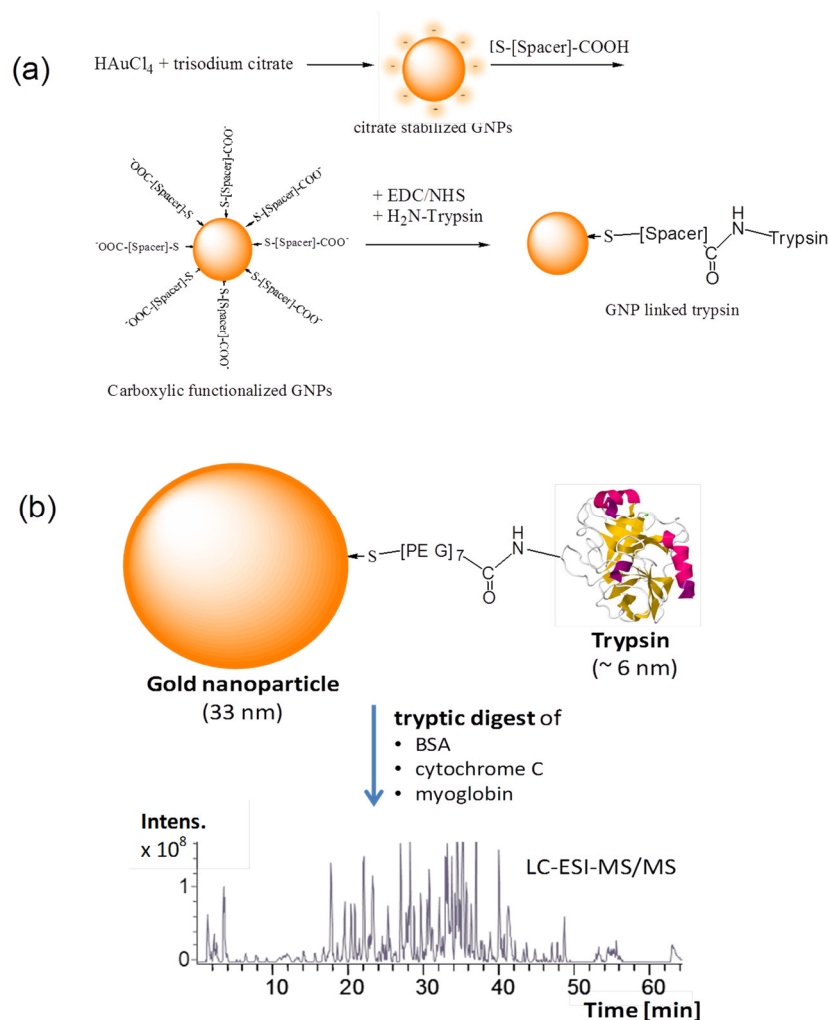 (a)
HAuCl4 + trisodium citrate
[S-[Spacer]-COOH
- - - - - - - -
citrate stabilized GNPs
S-[Spacer]-COO-
-OOC-[Spacer]-S
S-[Spacer]-COO-
-OOC-[Spacer]-S
S-[Spacer]-COO-
-OOC-[Spacer]-S
S-[Spacer]-COO-
S-[Spacer]-COO-
+ EDC/NHS
+ H2N-Trypsin
S
[Spacer]
C
O
H
N
Trypsin
GNP linked trypsin
Carboxylic functionalized GNPs
(b)
S
[PE G]7
C
O
H
N
Trypsin
(~ 6 nm)
Gold nanoparticle
(33 nm)
tryptic digest of
• BSA
• cytochrome C
• myoglobin
Intens.
x 10^8
LC-ESI-MS/MS
1
0
10 20 30 40 50 60
Time [min]